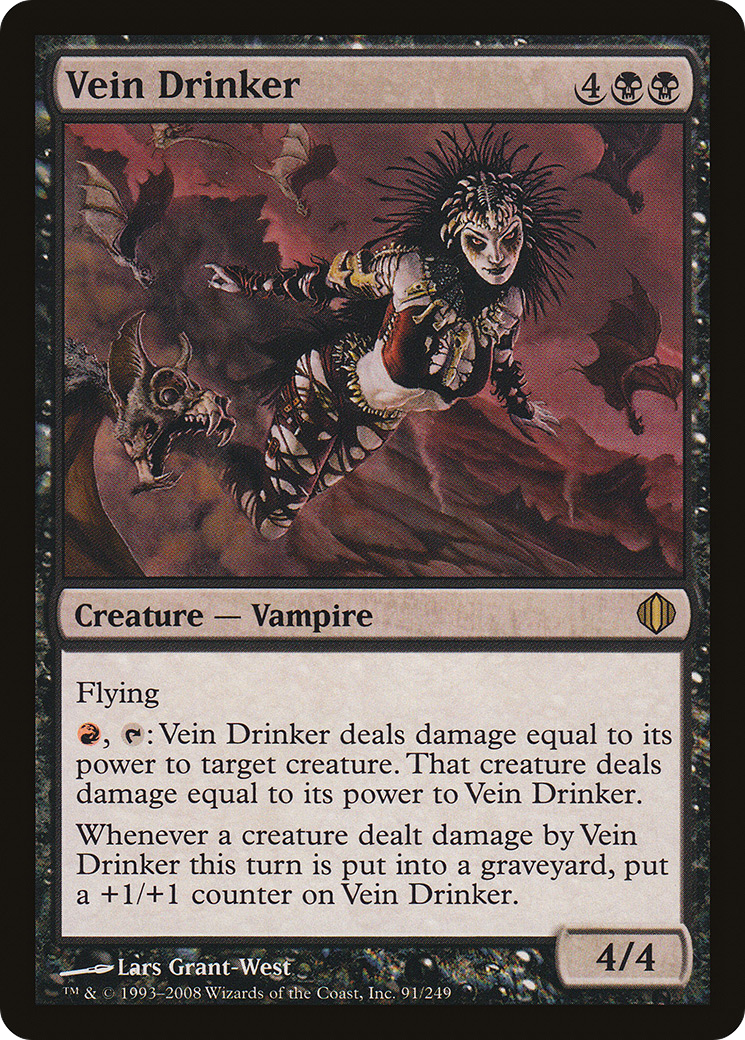 Vein Drinker 4
Creature — Vampire
Flying
, : Vein Drinker deals damage equal to its
power to target creature. That creature deals
damage equal to its power to Vein Drinker.
Whenever a creature dealt damage by Vein
Drinker this turn is put into a graveyard, put
a +1/+1 counter on Vein Drinker.
4/4
Lars Grant-West
™ & © 1993–2008 Wizards of the Coast, Inc. 91/249